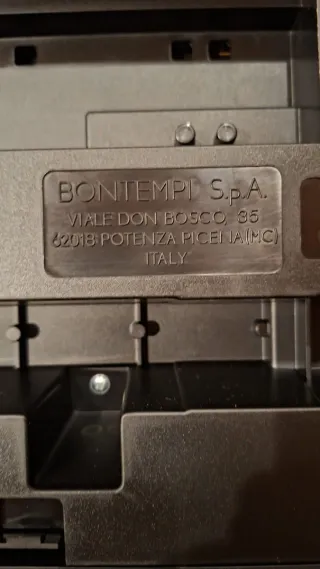 BONTEMPI S.p.A.
VIALE DON BOSCO, 35
62018 POTENZA PICENA (MC)
ITALY